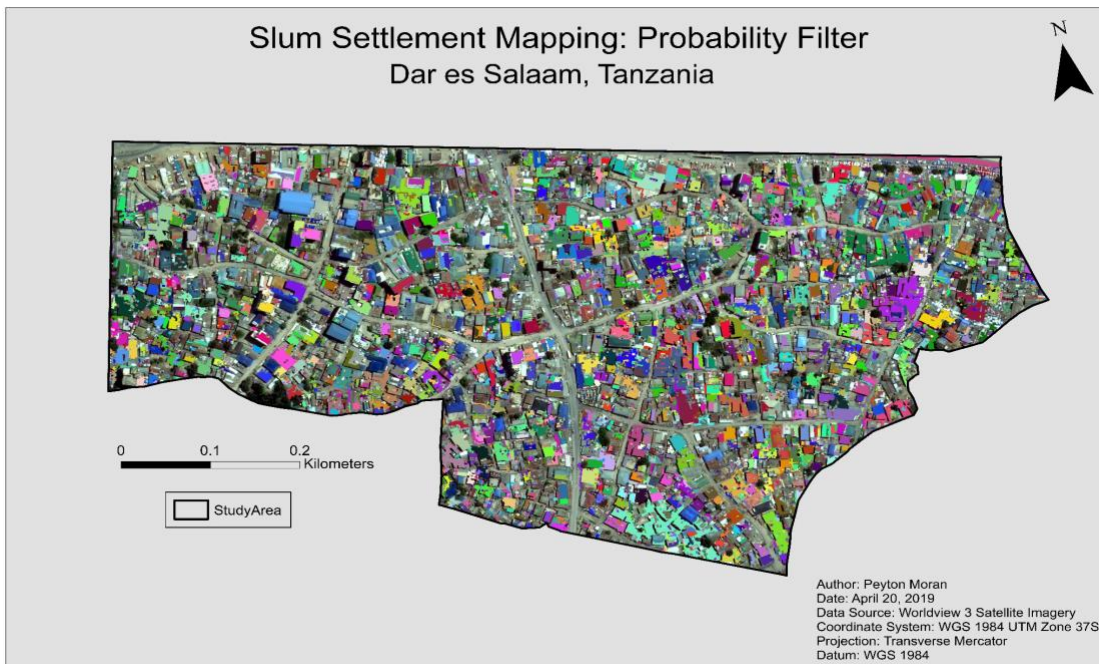 Slum Settlement Mapping: Probability Filter
Dar es Salaam, Tanzania
N
0 0.1 0.2
Kilometers
StudyArea
Author: Peyton Moran
Date: April 20, 2019
Data Source: Worldview 3 Satellite Imagery
Coordinate System: WGS 1984 UTM Zone 37S
Projection: Transverse Mercator
Datum: WGS 1984